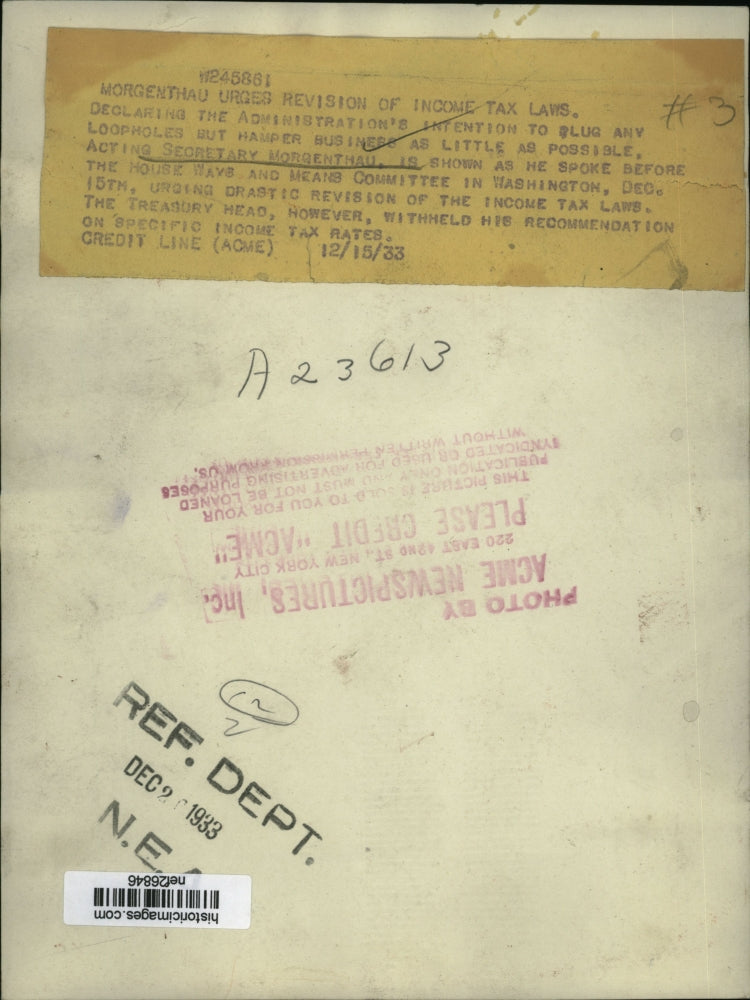 W245861
MORGENTHAU URGES REVISION OF INCOME TAX LAWS.
DECLARING THE ADMINISTRATION'S INTENTION TO PLUG ANY
LOOPHOLES BUT HAMPER BUSINESS AS LITTLE AS POSSIBLE,
ACTING SECRETARY MORGENTHAU, IS SHOWN AS HE SPOKE BEFORE
THE HOUSE WAYS AND MEANS COMMITTEE IN WASHINGTON, DEC.
15TH, URGING DRASTIC REVISION OF THE INCOME TAX LAWS.
THE TREASURY HEAD, HOWEVER, WITHHELD HIS RECOMMENDATION
ON SPECIFIC INCOME TAX RATES.
CREDIT LINE (ACME) 12/15/33
#3
A23613
PHOTO BY
ACME NEWSPICTURES, Inc.
220 EAST 42ND ST., NEW YORK CITY
PLEASE CREDIT "ACME"
THIS PICTURE IS SOLD TO YOU FOR YOUR
PUBLICATION ONLY AND MUST NOT BE LOANED
SYNDICATED OR USED FOR ADVERTISING PURPOSES
WITHOUT WRITTEN PERMISSION FROM US.
REF. DEPT.
DEC 2 1933
N.E.A
historicimages.com
nef26846